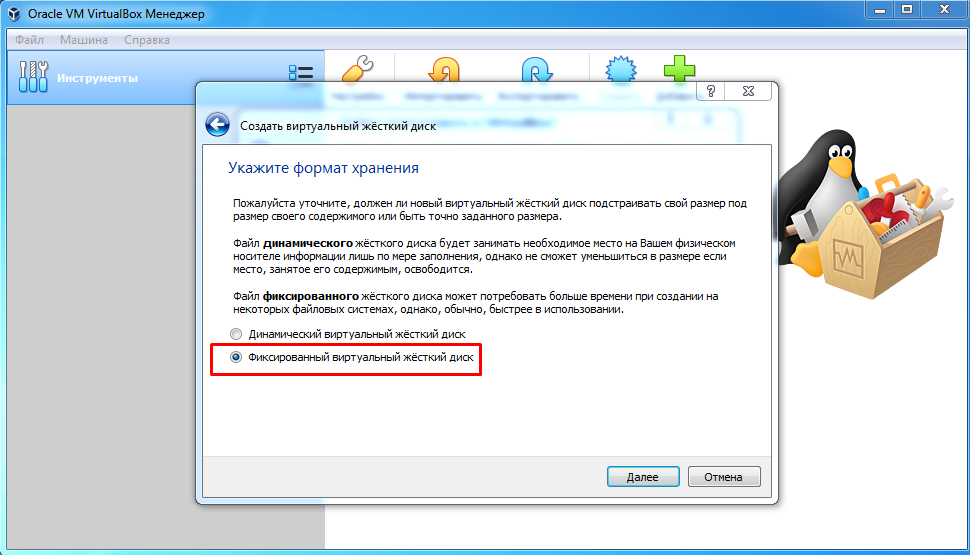 Oracle VM VirtualBox Менеджер
Файл Машина Справка
Инструменты
?
Создать виртуальный жёсткий диск
Укажите формат хранения
Пожалуйста уточните, должен ли новый виртуальный жёсткий диск подстраивать свой размер под
размер своего содержимого или быть точно заданного размера.
Файл динамического жёсткого диска будет занимать необходимое место на Вашем физическом
носителе информации лишь по мере заполнения, однако не сможет уменьшиться в размере если
место, занятое его содержимым, освободится.
Файл фиксированного жёсткого диска может потребовать больше времени при создании на
некоторых файловых системах, однако, обычно, быстрее в использовании.
Динамический виртуальный жёсткий диск
Фиксированный виртуальный жёсткий диск
Далее Отмена